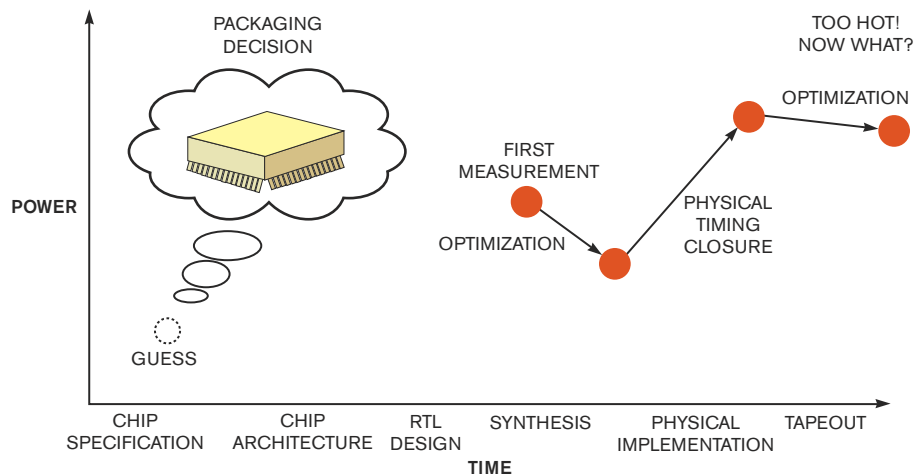 PACKAGING
DECISION
TOO HOT!
NOW WHAT?
OPTIMIZATION
FIRST
MEASUREMENT
POWER
PHYSICAL
TIMING
CLOSURE
OPTIMIZATION
GUESS
CHIP
SPECIFICATION
CHIP
ARCHITECTURE
RTL
DESIGN
SYNTHESIS
PHYSICAL
IMPLEMENTATION
TAPEOUT
TIME